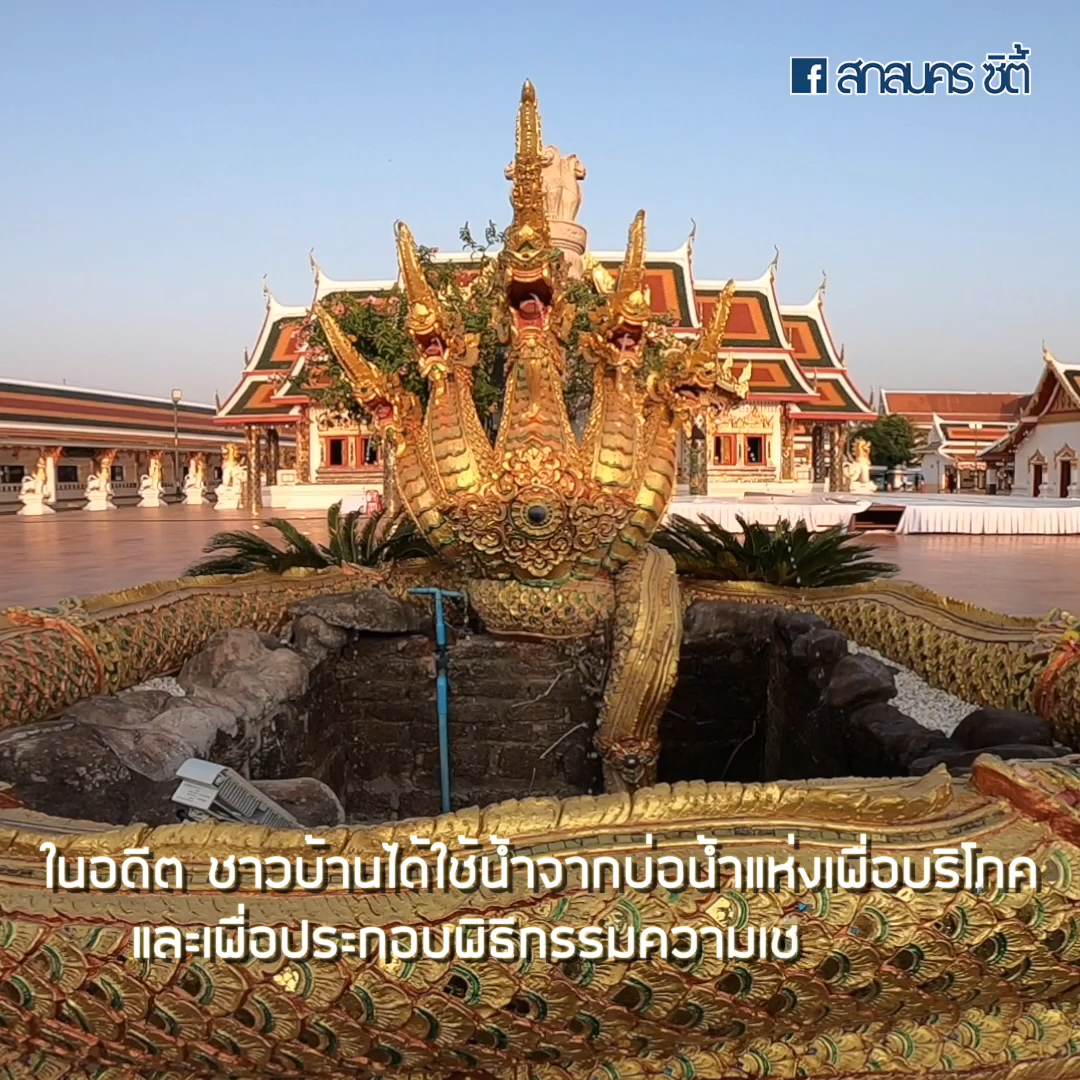 f สกลนคร ซิตี้
ในอดีต ชาวบ้านได้ใช้น้ำจากบ่อน้ำแห่งเพื่อบริโภค
และเพื่อประกอบพิธีกรรมความเช